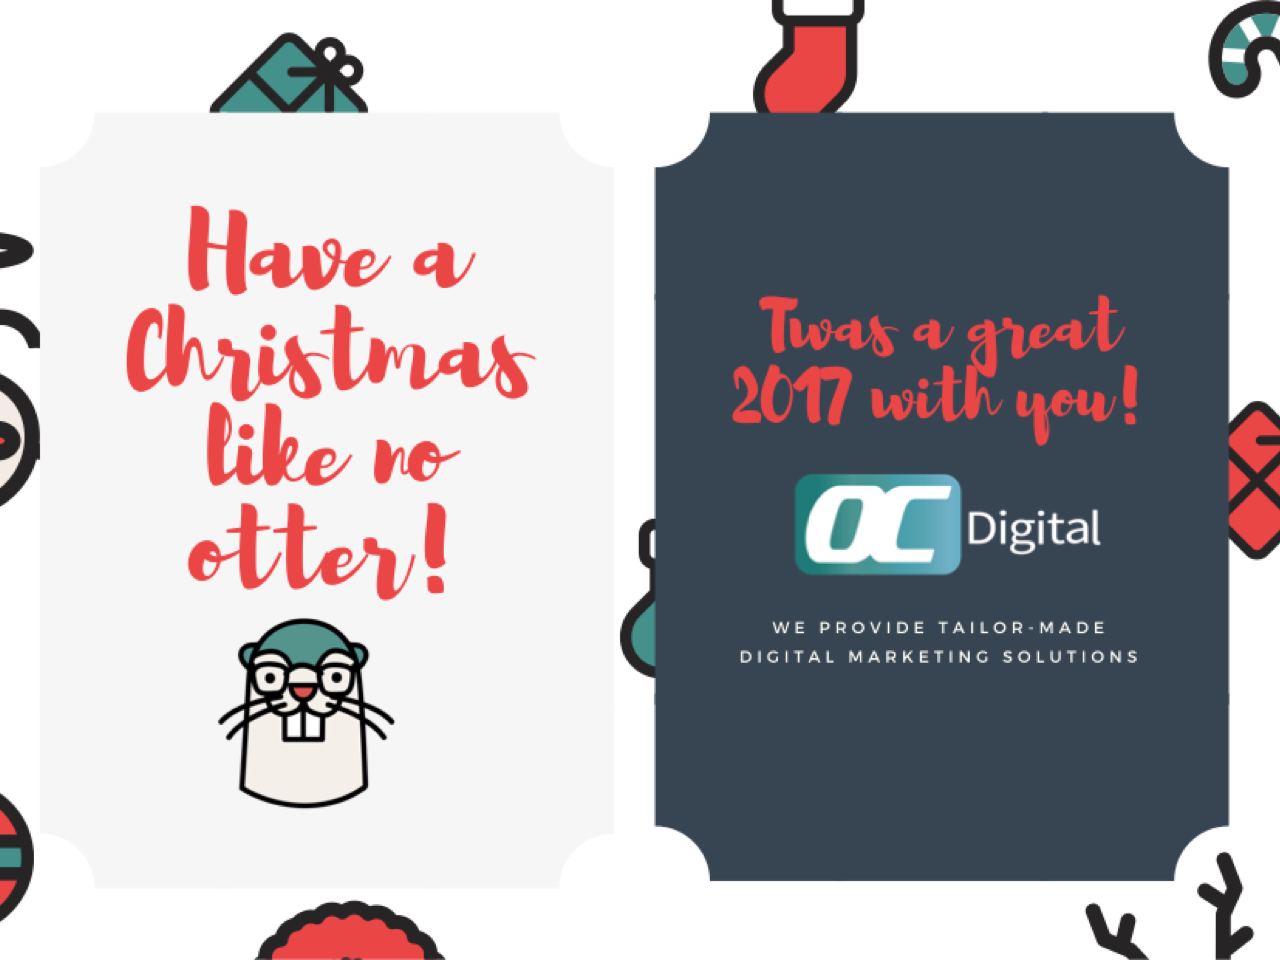 Have a
Christmas
like no
otter!
Twas a great
2017 with you!
OC Digital
WE PROVIDE TAILOR-MADE
DIGITAL MARKETING SOLUTIONS